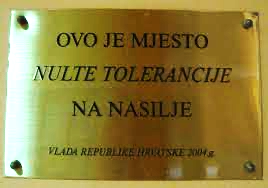 OVO JE MJESTO
NULTE TOLERANCIJE
NA NASILJE
VLADA REPUBLIKE HRVATSKE 2004.g.